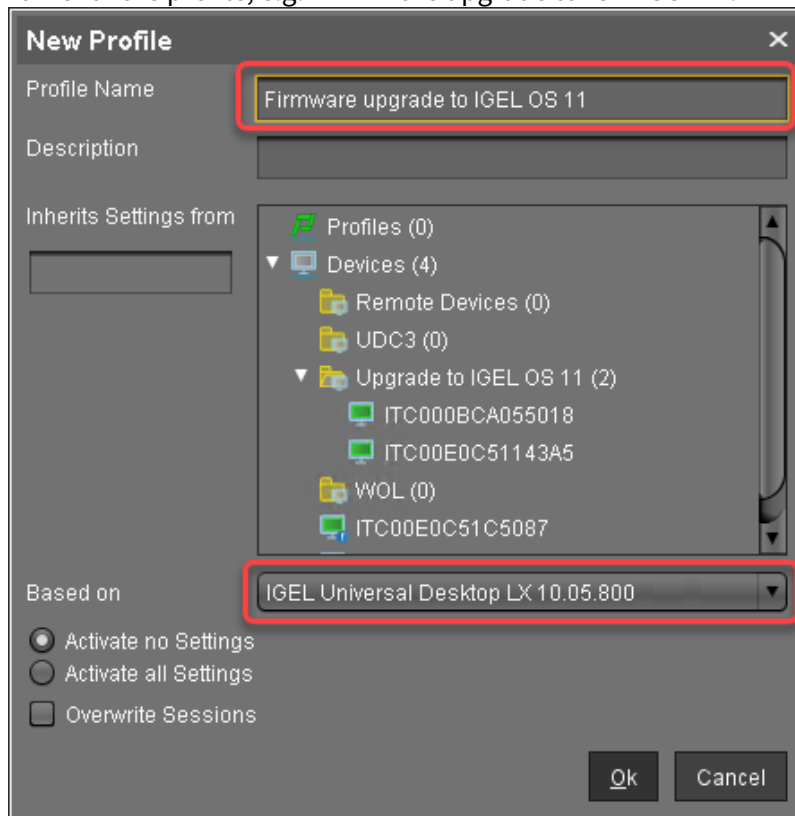 New Profile
Profile Name
Firmware upgrade to IGEL OS 11
Description
Inherits Settings from
Profiles (0)
Devices (4)
Remote Devices (0)
UDC3 (0)
Upgrade to IGEL OS 11 (2)
ITC000BCA055018
ITC00E0C51143A5
WOL (0)
ITC00E0C51C5087
Based on
IGEL Universal Desktop LX 10.05.800
Activate no Settings
Activate all Settings
Overwrite Sessions
Ok
Cancel